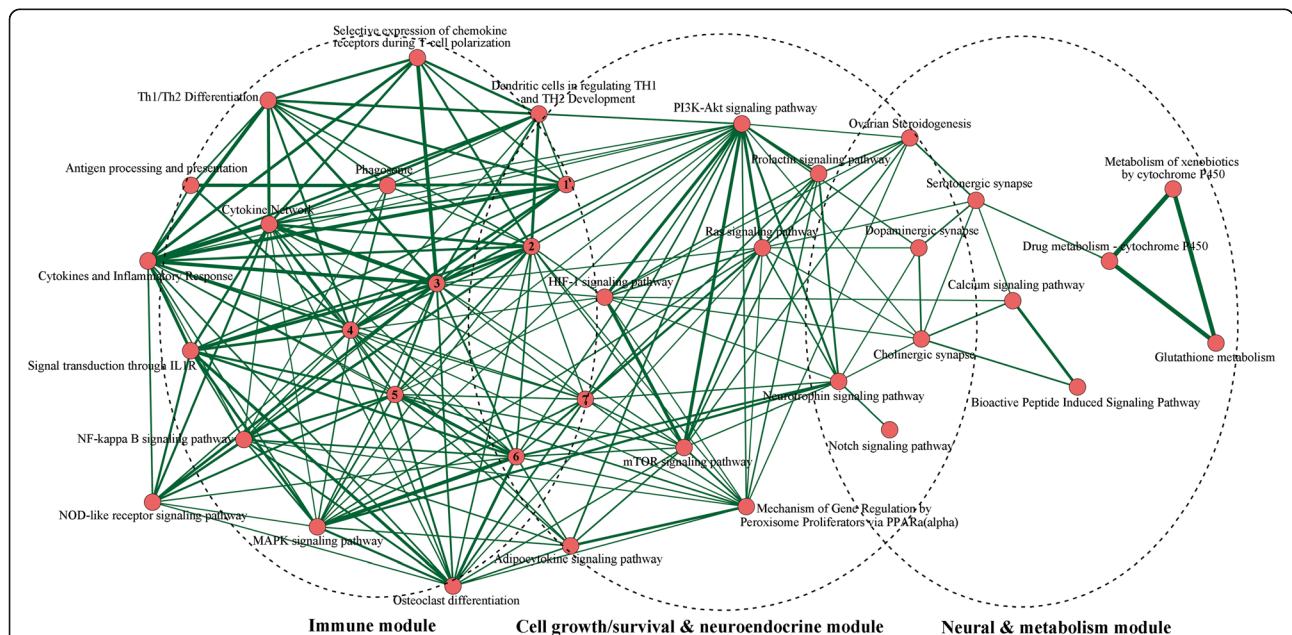 Selective expression of chemokine
receptors during T-cell polarization
Th1/Th2 Differentiation
Dendritic cells in regulating TH1
and TH2 Development
PI3K-Akt signaling pathway
Ovarian Steroidogenesis
Antigen processing and presentation
Phagosome
1
Prolactin signaling pathway
Serotonergic synapse
Metabolism of xenobiotics
by cytochrome P450
Cytokine Network
2
Ras signaling pathway
Dopaminergic synapse
Drug metabolism - cytochrome P450
Cytokines and Inflammatory Response
3
HIF-1 signaling pathway
Calcium signaling pathway
4
Signal transduction through IL1R
Cholinergic synapse
Glutathione metabolism
5
7
Neurotrophin signaling pathway
Bioactive Peptide Induced Signaling Pathway
NF-kappa B signaling pathway
6
mTOR signaling pathway
Notch signaling pathway
NOD-like receptor signaling pathway
MAPK signaling pathway
Mechanism of Gene Regulation by
Peroxisome Proliferators via PPARa(alpha)
Adipocytokine signaling pathway
Osteoclast differentiation
Immune module
Cell growth/survival & neuroendocrine module
Neural & metabolism module